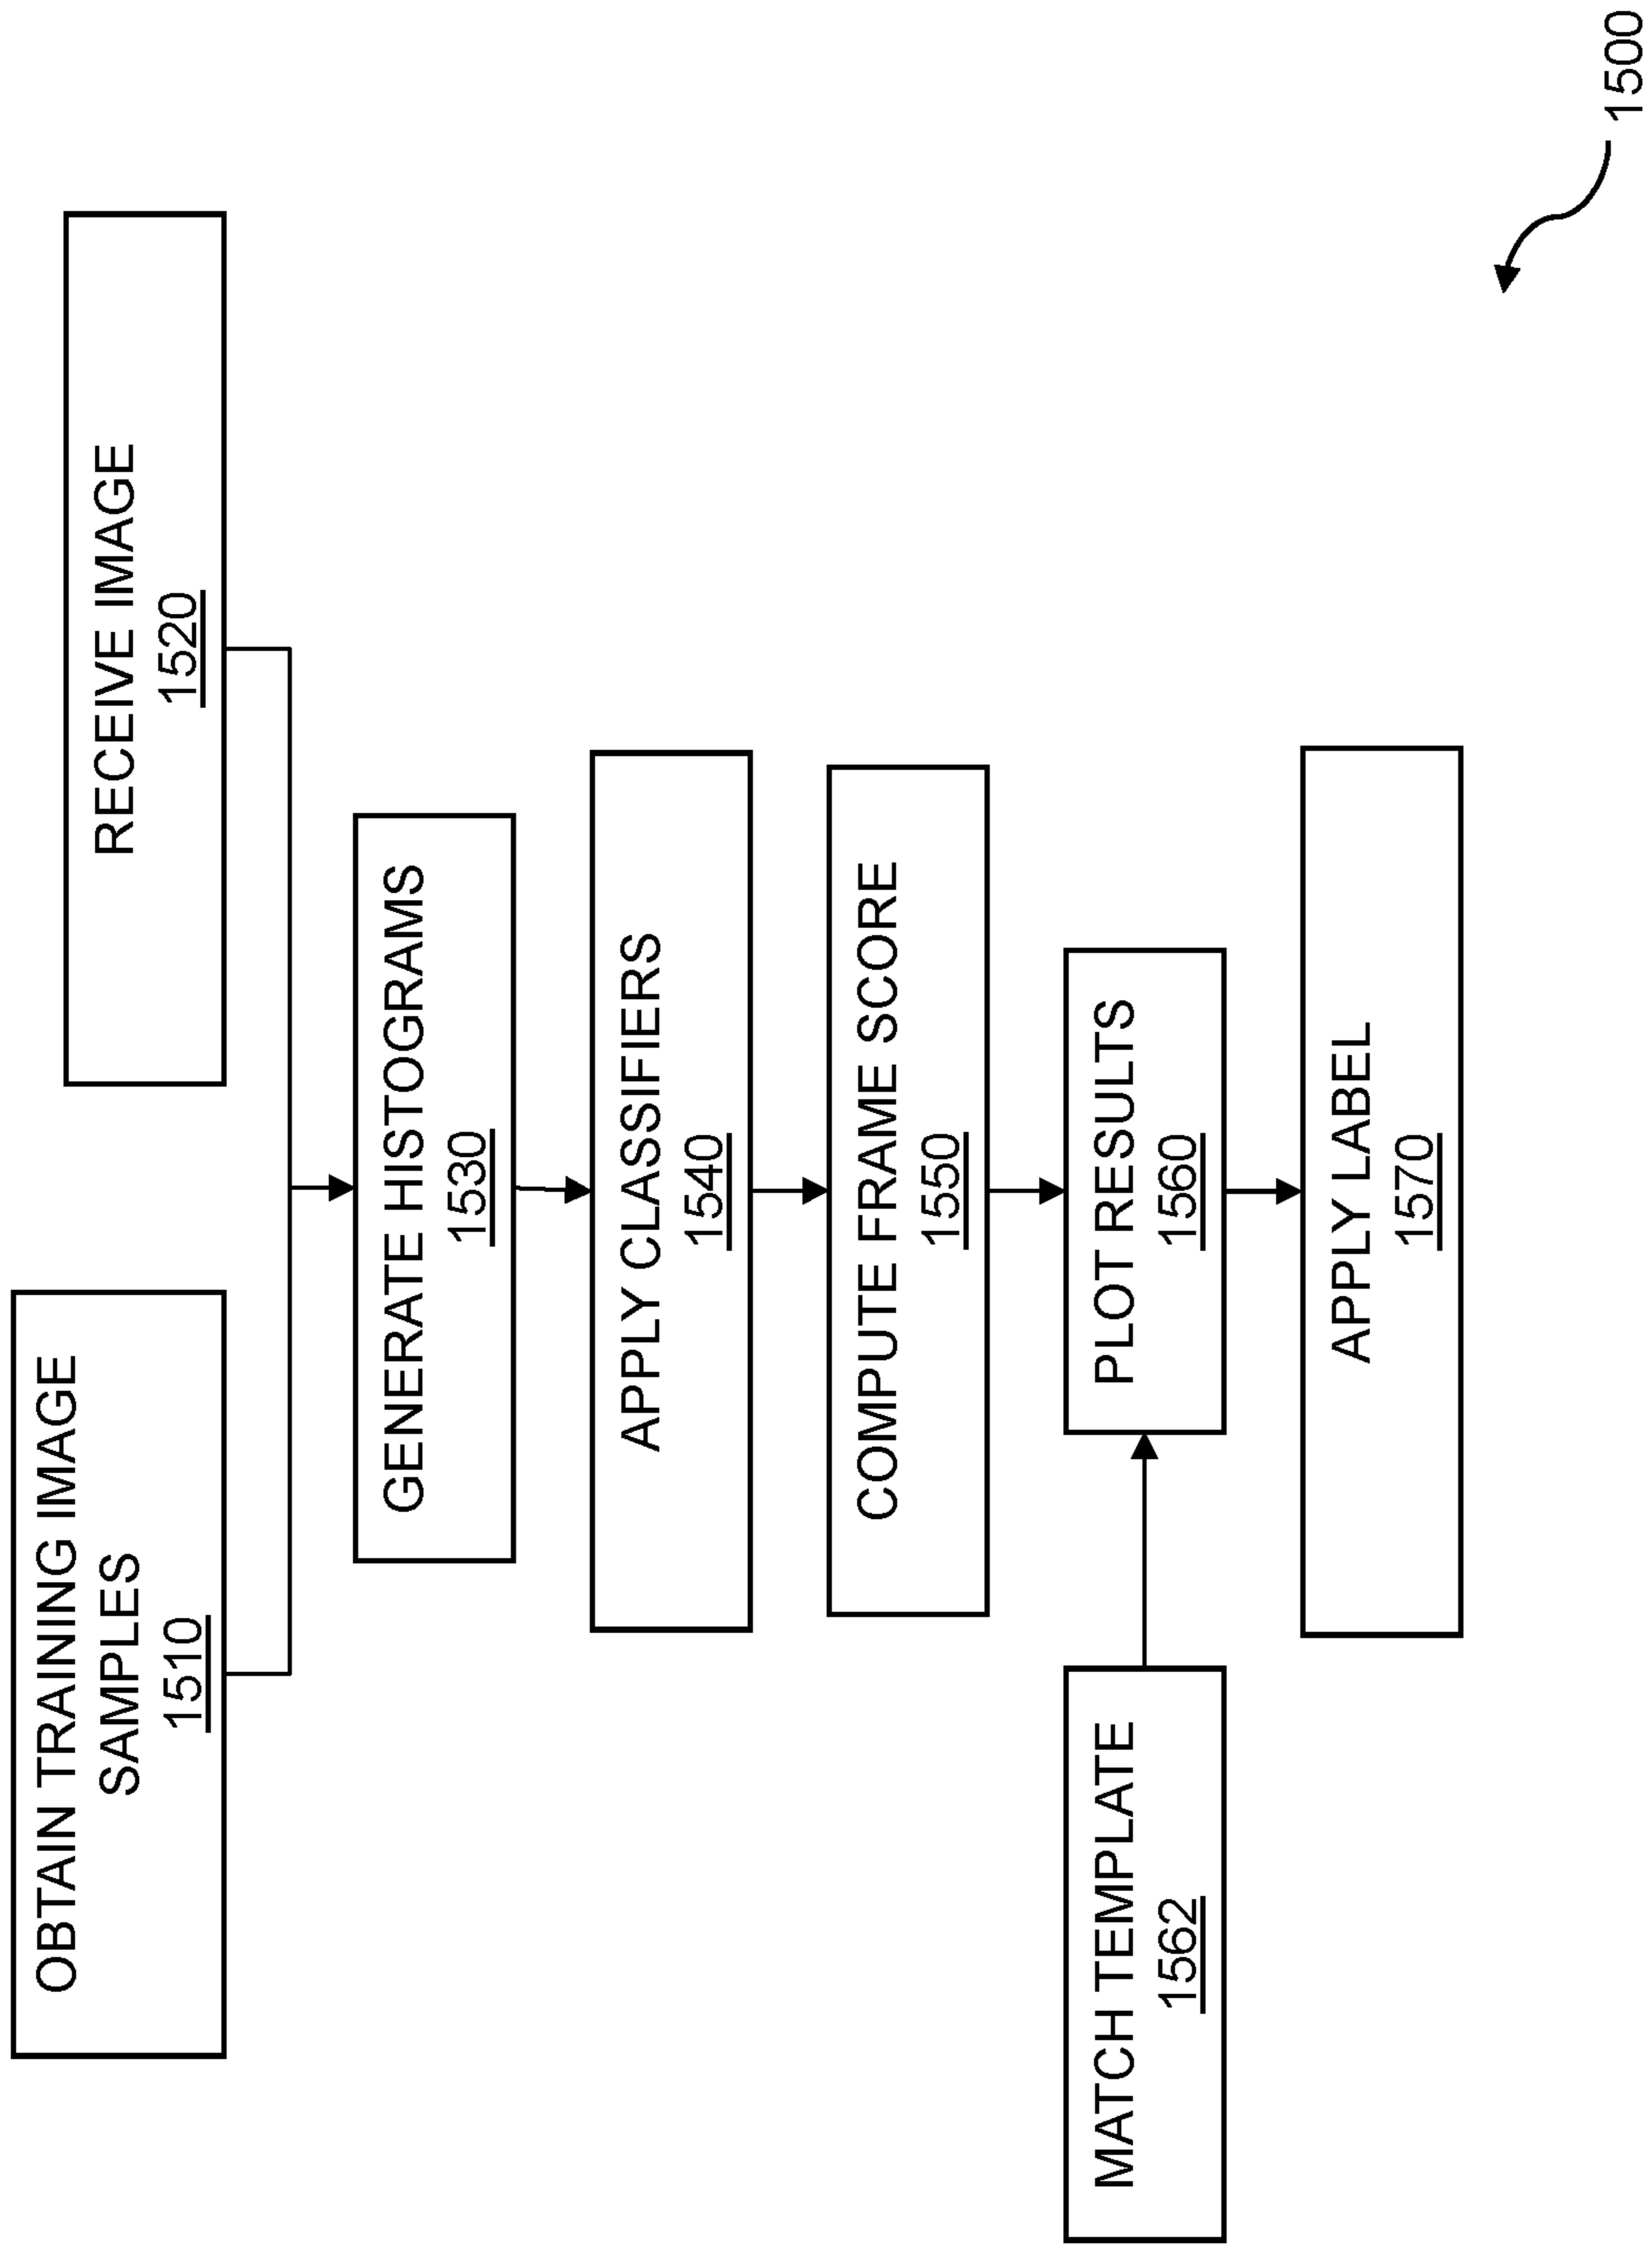 OBTAIN TRAINING IMAGE
SAMPLES
1510
RECEIVE IMAGE
1520
GENERATE HISTOGRAMS
1530
APPLY CLASSIFIERS
1540
COMPUTE FRAME SCORE
1550
MATCH TEMPLATE
1562
PLOT RESULTS
1560
APPLY LABEL
1570
1500